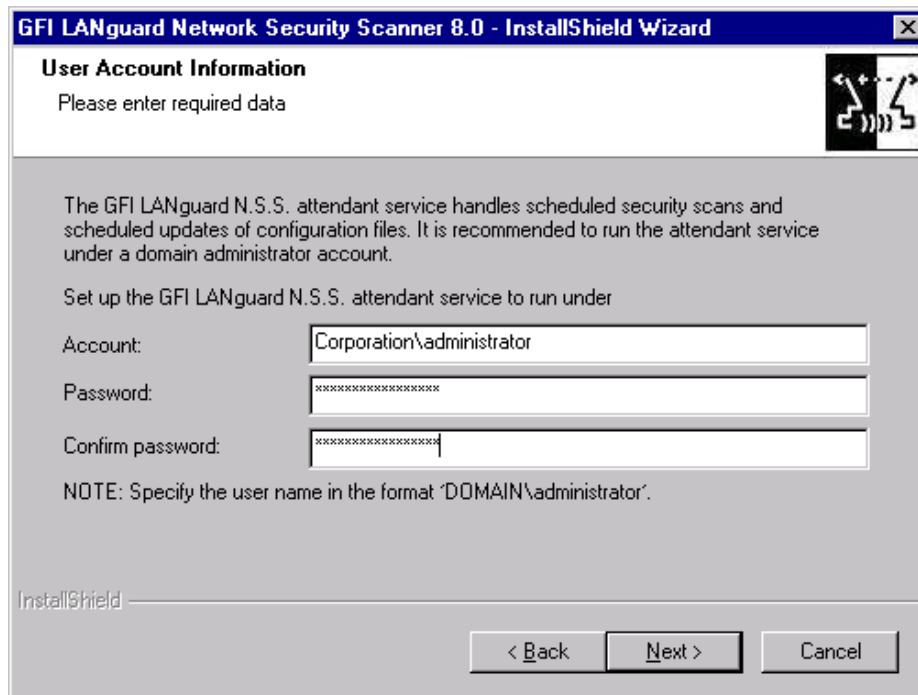 GFI LANguard Network Security Scanner 8.0 - InstallShield Wizard
User Account Information
Please enter required data
The GFI LANguard N.S.S. attendant service handles scheduled security scans and
scheduled updates of configuration files. It is recommended to run the attendant service
under a domain administrator account.
Set up the GFI LANguard N.S.S. attendant service to run under
Account: Corporation\administrator
Password: xxxxxxxxxxxxxxxxx
Confirm password: xxxxxxxxxxxxxxxxx
NOTE: Specify the user name in the format ´DOMAIN\administrator´.
InstallShield
< Back Next > Cancel